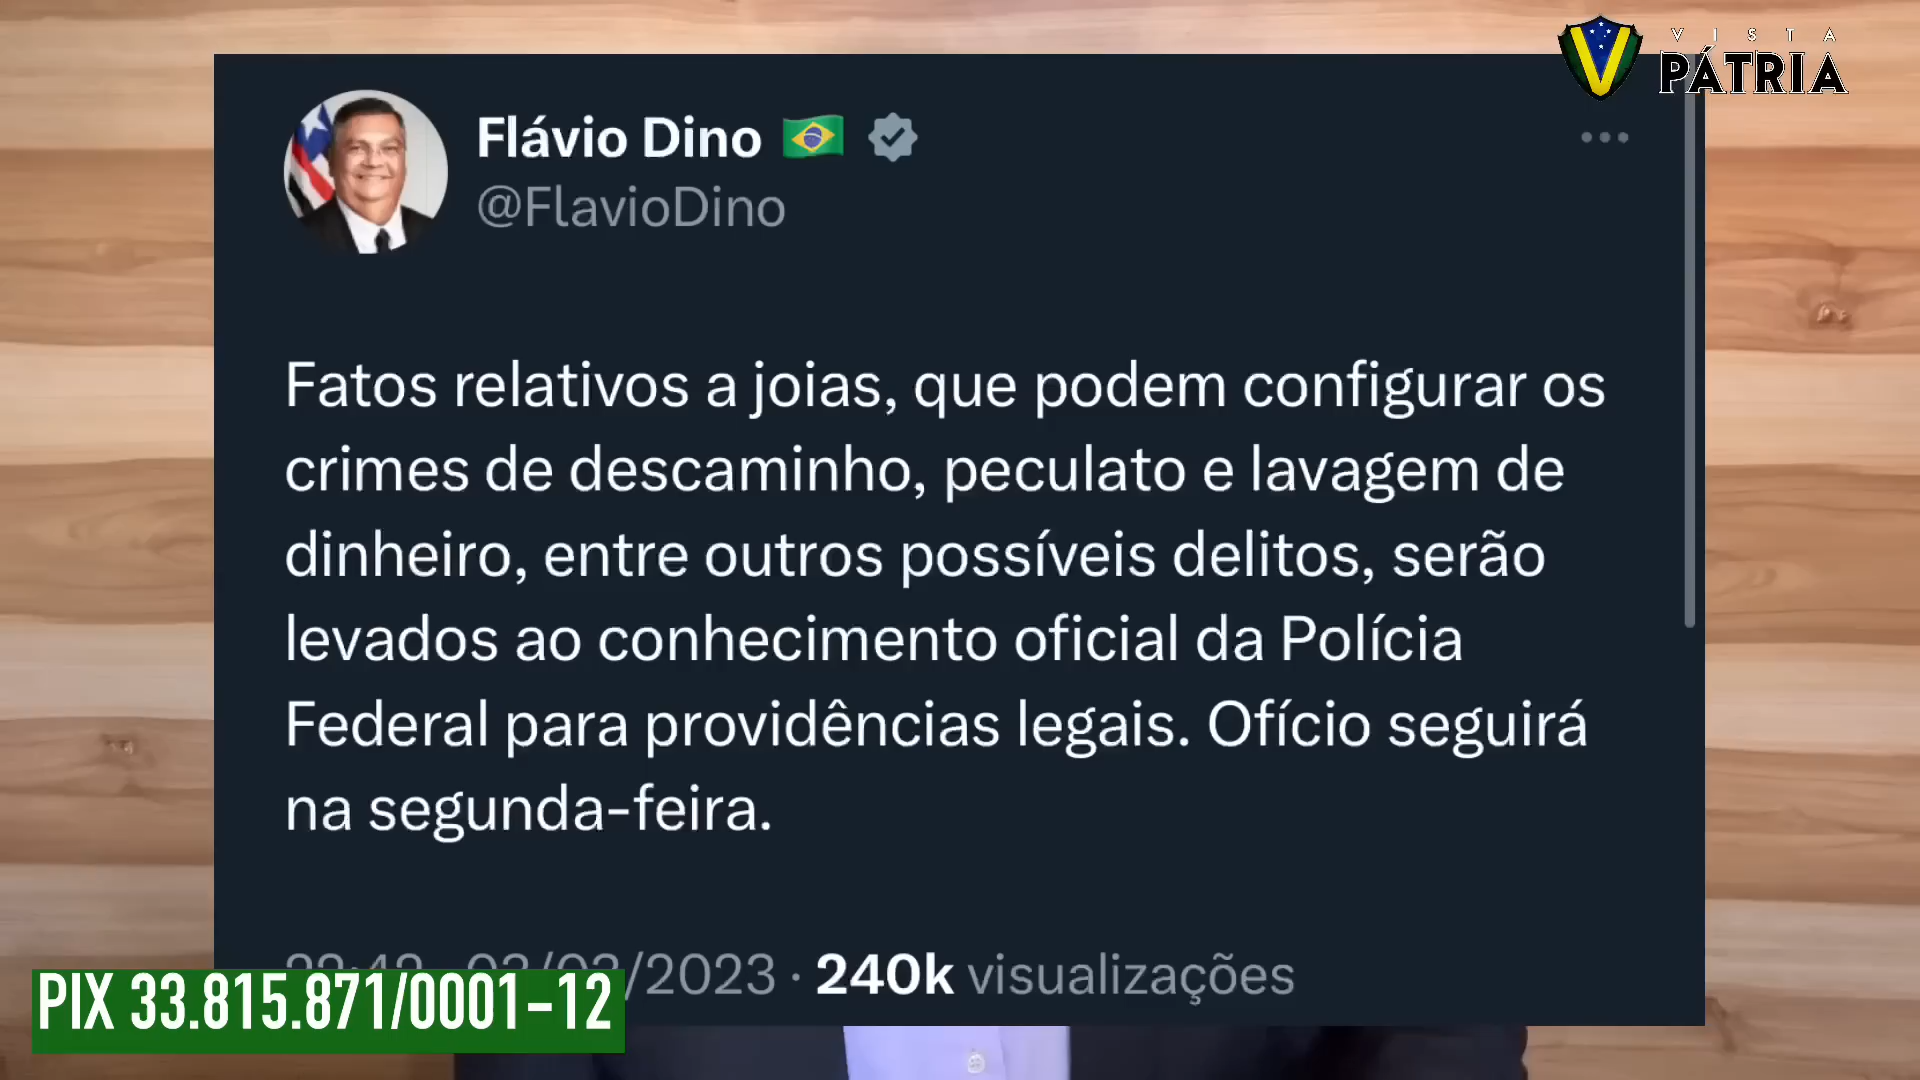 VISTA
PÁTRIA
Flávio Dino
@FlavioDino
Fatos relativos a joias, que podem configurar os
crimes de descaminho, peculato e lavagem de
dinheiro, entre outros possíveis delitos, serão
levados ao conhecimento oficial da Polícia
Federal para providências legais. Ofício seguirá
na segunda-feira.
/2023 · 240k visualizações
PIX 33.815.871/0001-12